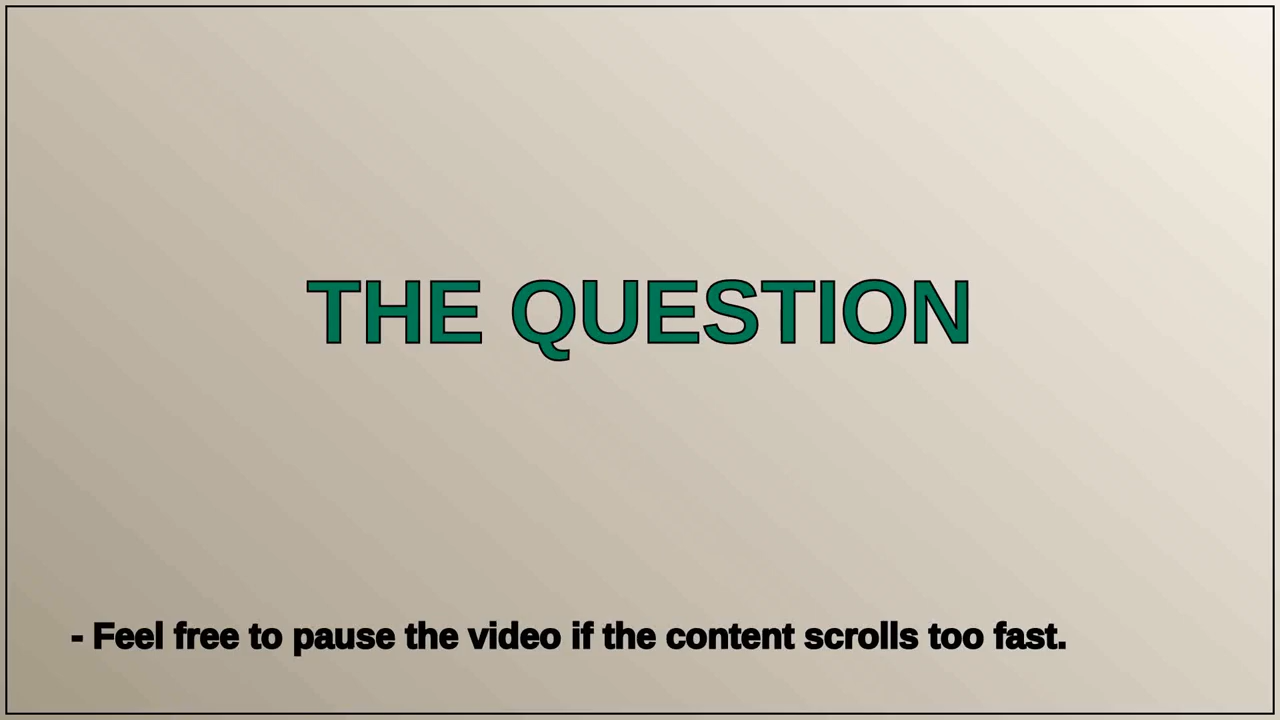 THE QUESTION
- Feel free to pause the video if the content scrolls too fast.